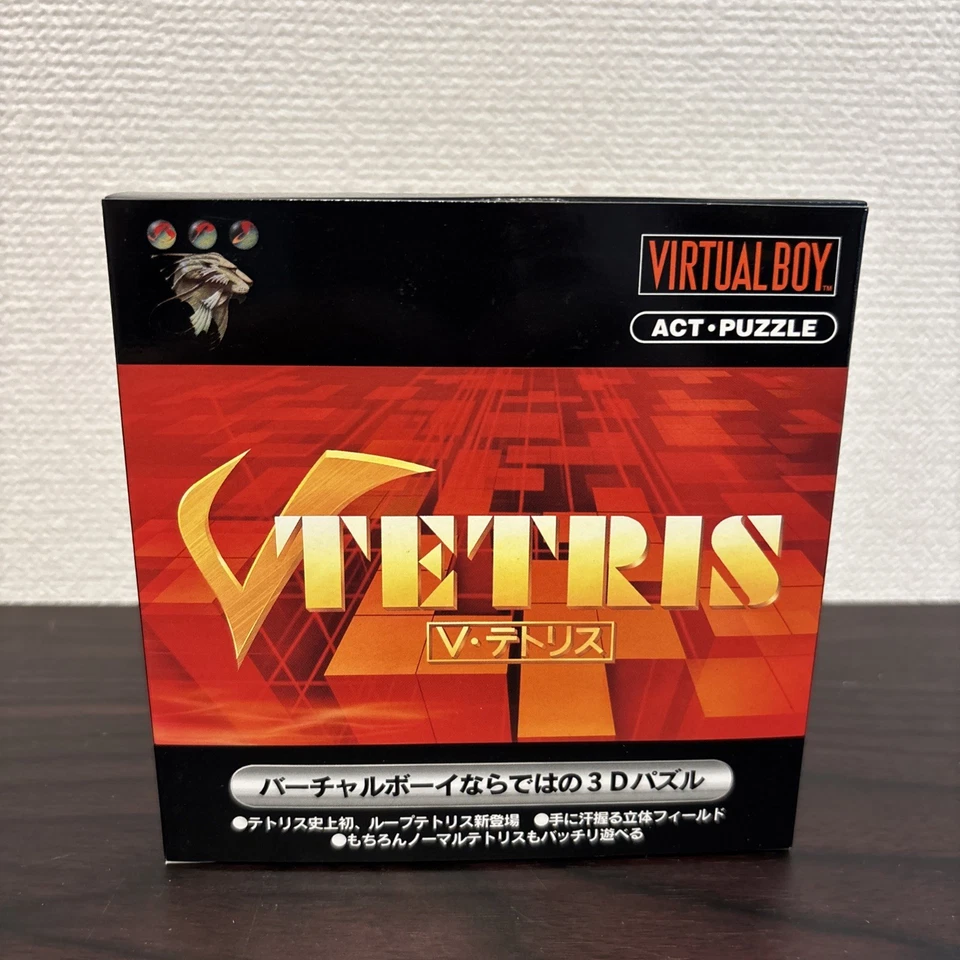 VIRTUAL BOY™
ACT・PUZZLE
V TETRIS
V・テトリス
バーチャルボーイならではの3Dパズル
●テトリス史上初、ループテトリス新登場 ●手に汗握る立体フィールド
●もちろんノーマルテトリスもバッチリ遊べる